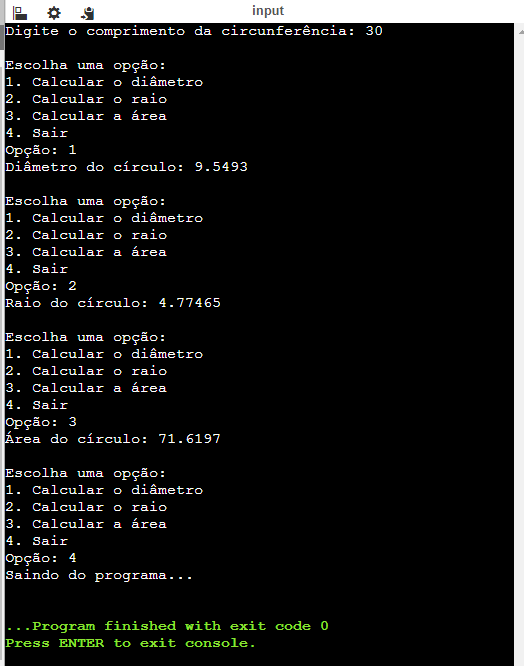 input
Digite o comprimento da circunferência: 30
Escolha uma opção:
1. Calcular o diâmetro
2. Calcular o raio
3. Calcular a área
4. Sair
Opção: 1
Diâmetro do círculo: 9.5493
Escolha uma opção:
1. Calcular o diâmetro
2. Calcular o raio
3. Calcular a área
4. Sair
Opção: 2
Raio do círculo: 4.77465
Escolha uma opção:
1. Calcular o diâmetro
2. Calcular o raio
3. Calcular a área
4. Sair
Opção: 3
Área do círculo: 71.6197
Escolha uma opção:
1. Calcular o diâmetro
2. Calcular o raio
3. Calcular a área
4. Sair
Opção: 4
Saindo do programa...
...Program finished with exit code 0
Press ENTER to exit console.